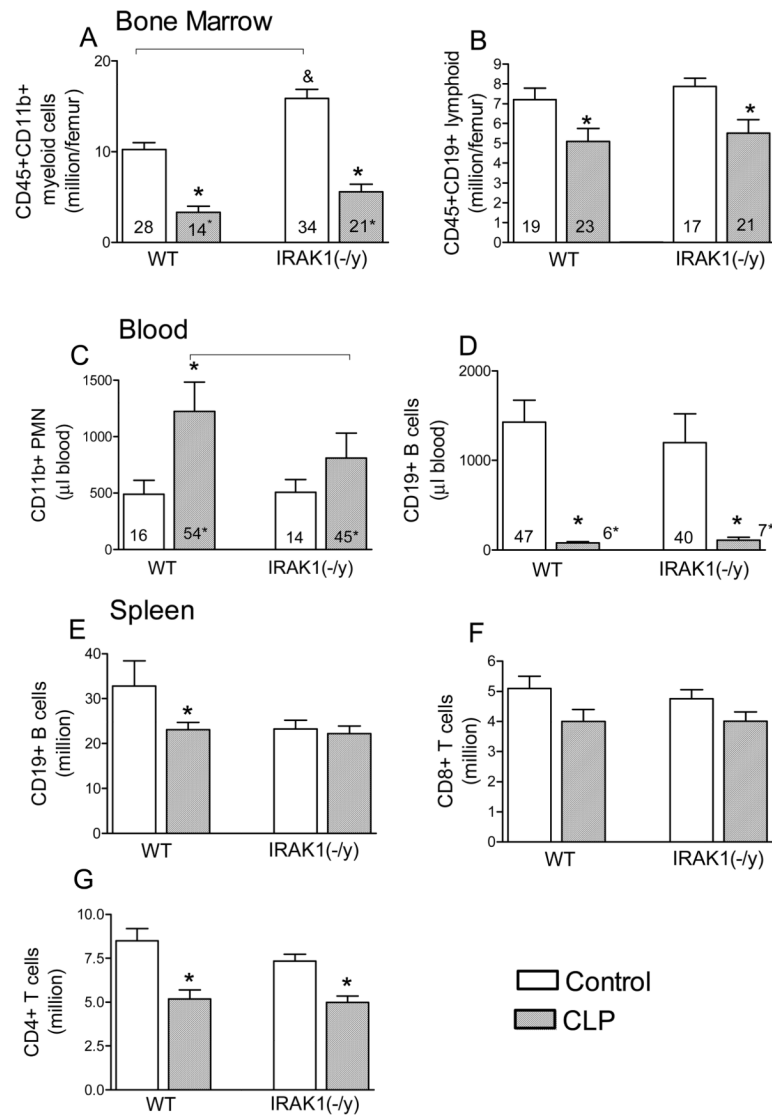 Bone Marrow
A
CD45+CD11b+
myeloid cells
(million/femur)
20
10
0
&
*
*
28
14*
34
21*
WT
IRAK1(-/y)
B
CD45+CD19+ lymphoid
(million/femur)
9
8
7
6
5
4
3
2
1
0
*
*
19
23
17
21
WT
IRAK1(-/y)
Blood
C
CD11b+ PMN
(µl blood)
1500
1000
500
0
*
16
54*
14
45*
WT
IRAK1(-/y)
D
CD19+ B cells
(µl blood)
2000
1000
0
*
*
47
6*
40
7*
WT
IRAK1(-/y)
Spleen
E
CD19+ B cells
(million)
40
30
20
10
0
*
WT
IRAK1(-/y)
F
CD8+ T cells
(million)
6
5
4
3
2
1
0
WT
IRAK1(-/y)
G
CD4+ T cells
(million)
10.0
7.5
5.0
2.5
0.0
*
*
WT
IRAK1(-/y)
Control
CLP